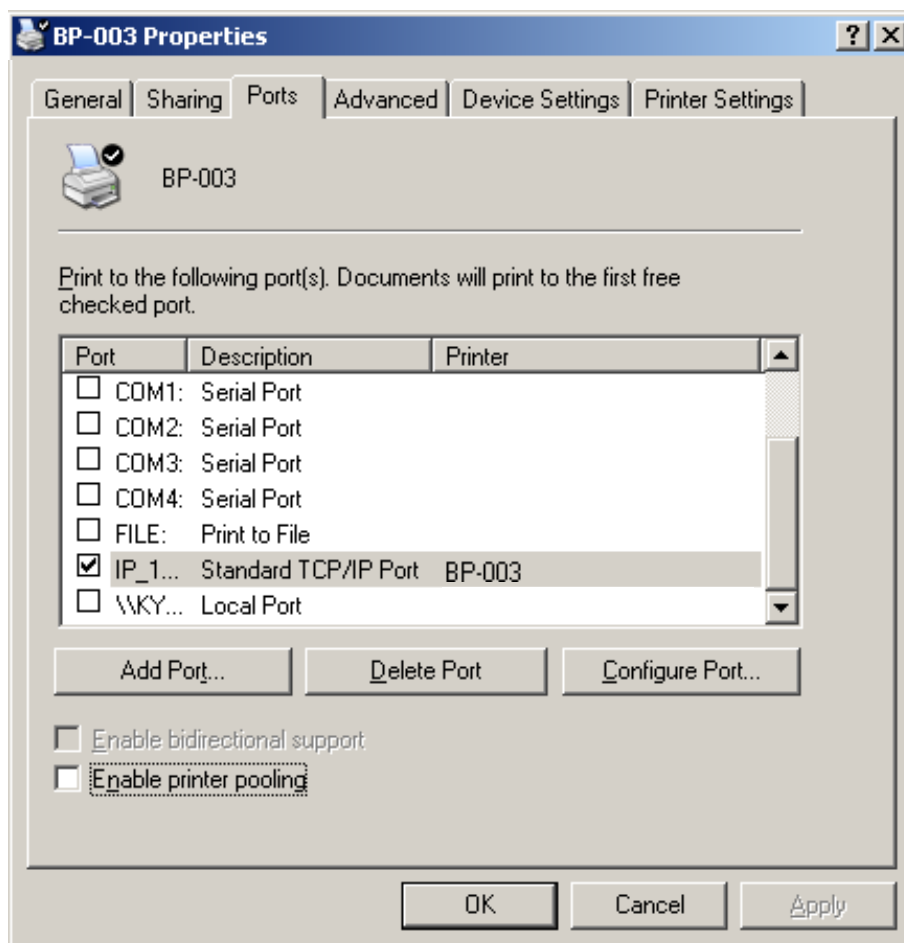 BP-003 Properties
General Sharing Ports Advanced Device Settings Printer Settings
BP-003
Print to the following port(s). Documents will print to the first free
checked port.
Port Description Printer
COM1: Serial Port
COM2: Serial Port
COM3: Serial Port
COM4: Serial Port
FILE: Print to File
IP_1... Standard TCP/IP Port BP-003
\\KY... Local Port
Add Port... Delete Port Configure Port...
Enable bidirectional support
Enable printer pooling
OK Cancel Apply